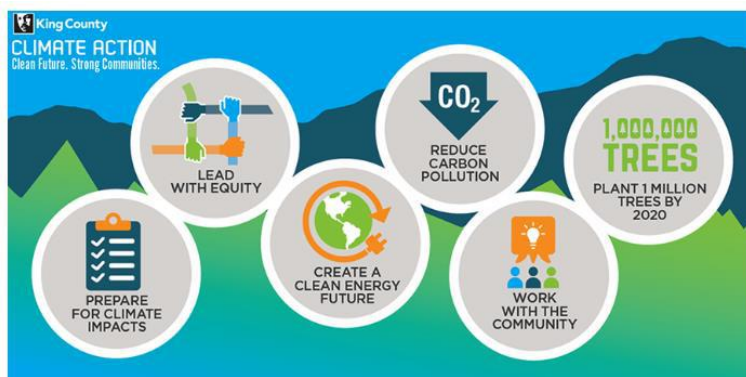 King County
CLIMATE ACTION
Clean Future. Strong Communities.
PREPARE
FOR CLIMATE
IMPACTS
LEAD
WITH EQUITY
CREATE A
CLEAN ENERGY
FUTURE
CO₂
REDUCE
CARBON
POLLUTION
WORK
WITH THE
COMMUNITY
1,000,000
TREES
PLANT 1 MILLION
TREES BY
2020